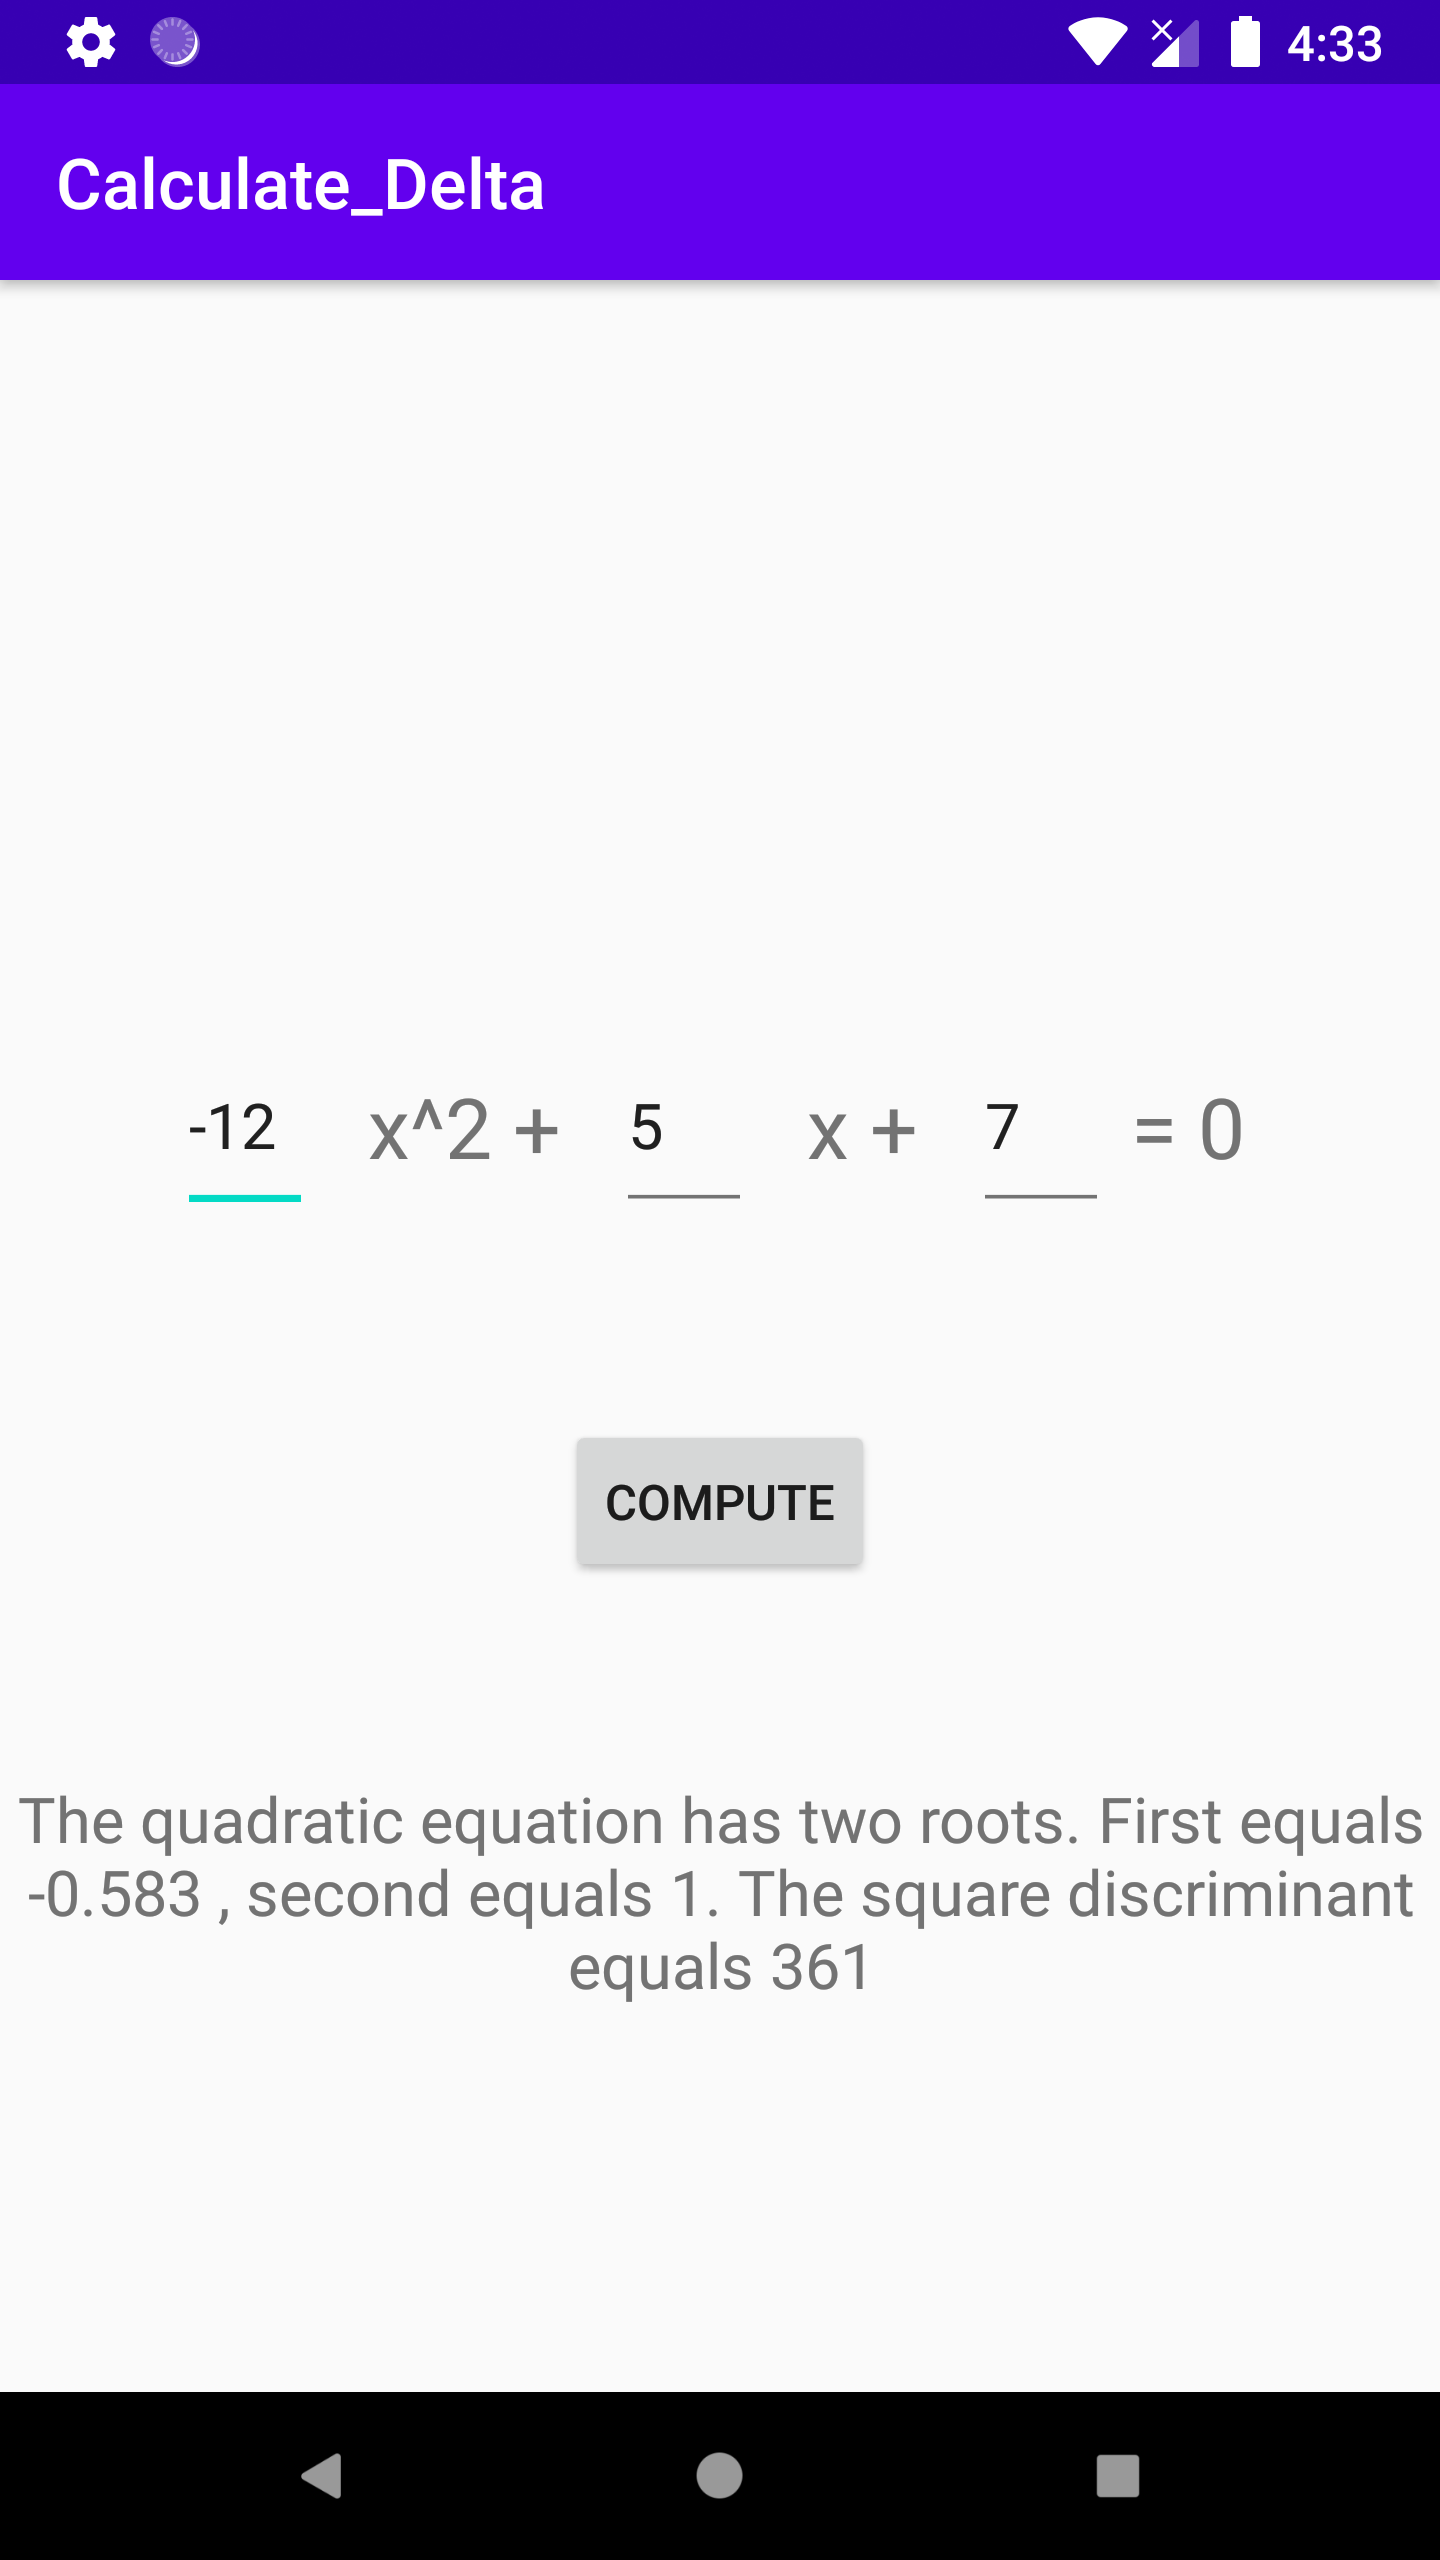 4:33
Calculate_Delta
-12 x^2 + 5 x + 7 = 0
COMPUTE
The quadratic equation has two roots. First equals
-0.583 , second equals 1. The square discriminant
equals 361